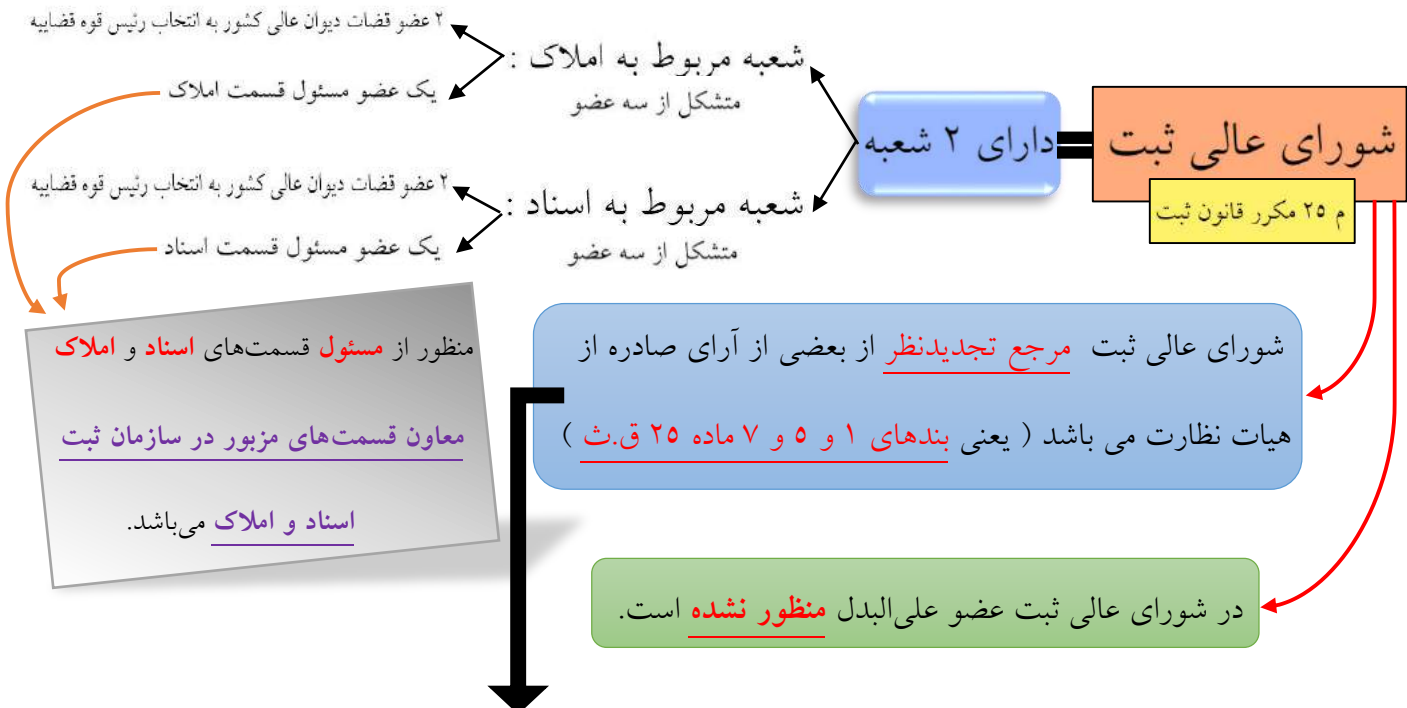 شورای عالی ثبت
م ۲۵ مکرر قانون ثبت
دارای ۲ شعبه
شعبه مربوط به املاک :
متشکل از سه عضو
۲ عضو قضات دیوان عالی کشور به انتخاب رئیس قوه قضاییه
یک عضو مسئول قسمت املاک
شعبه مربوط به اسناد :
متشکل از سه عضو
۲ عضو قضات دیوان عالی کشور به انتخاب رئیس قوه قضاییه
یک عضو مسئول قسمت اسناد
شورای عالی ثبت مرجع تجدیدنظر از بعضی از آرای صادره از
هیات نظارت می باشد ( یعنی بندهای ۱ و ۵ و ۷ ماده ۲۵ ق.ث )
منظور از مسئول قسمت‌های اسناد و املاک
معاون قسمت‌های مزبور در سازمان ثبت
اسناد و املاک می‌باشد.
در شورای عالی ثبت عضو علی‌البدل منظور نشده است.